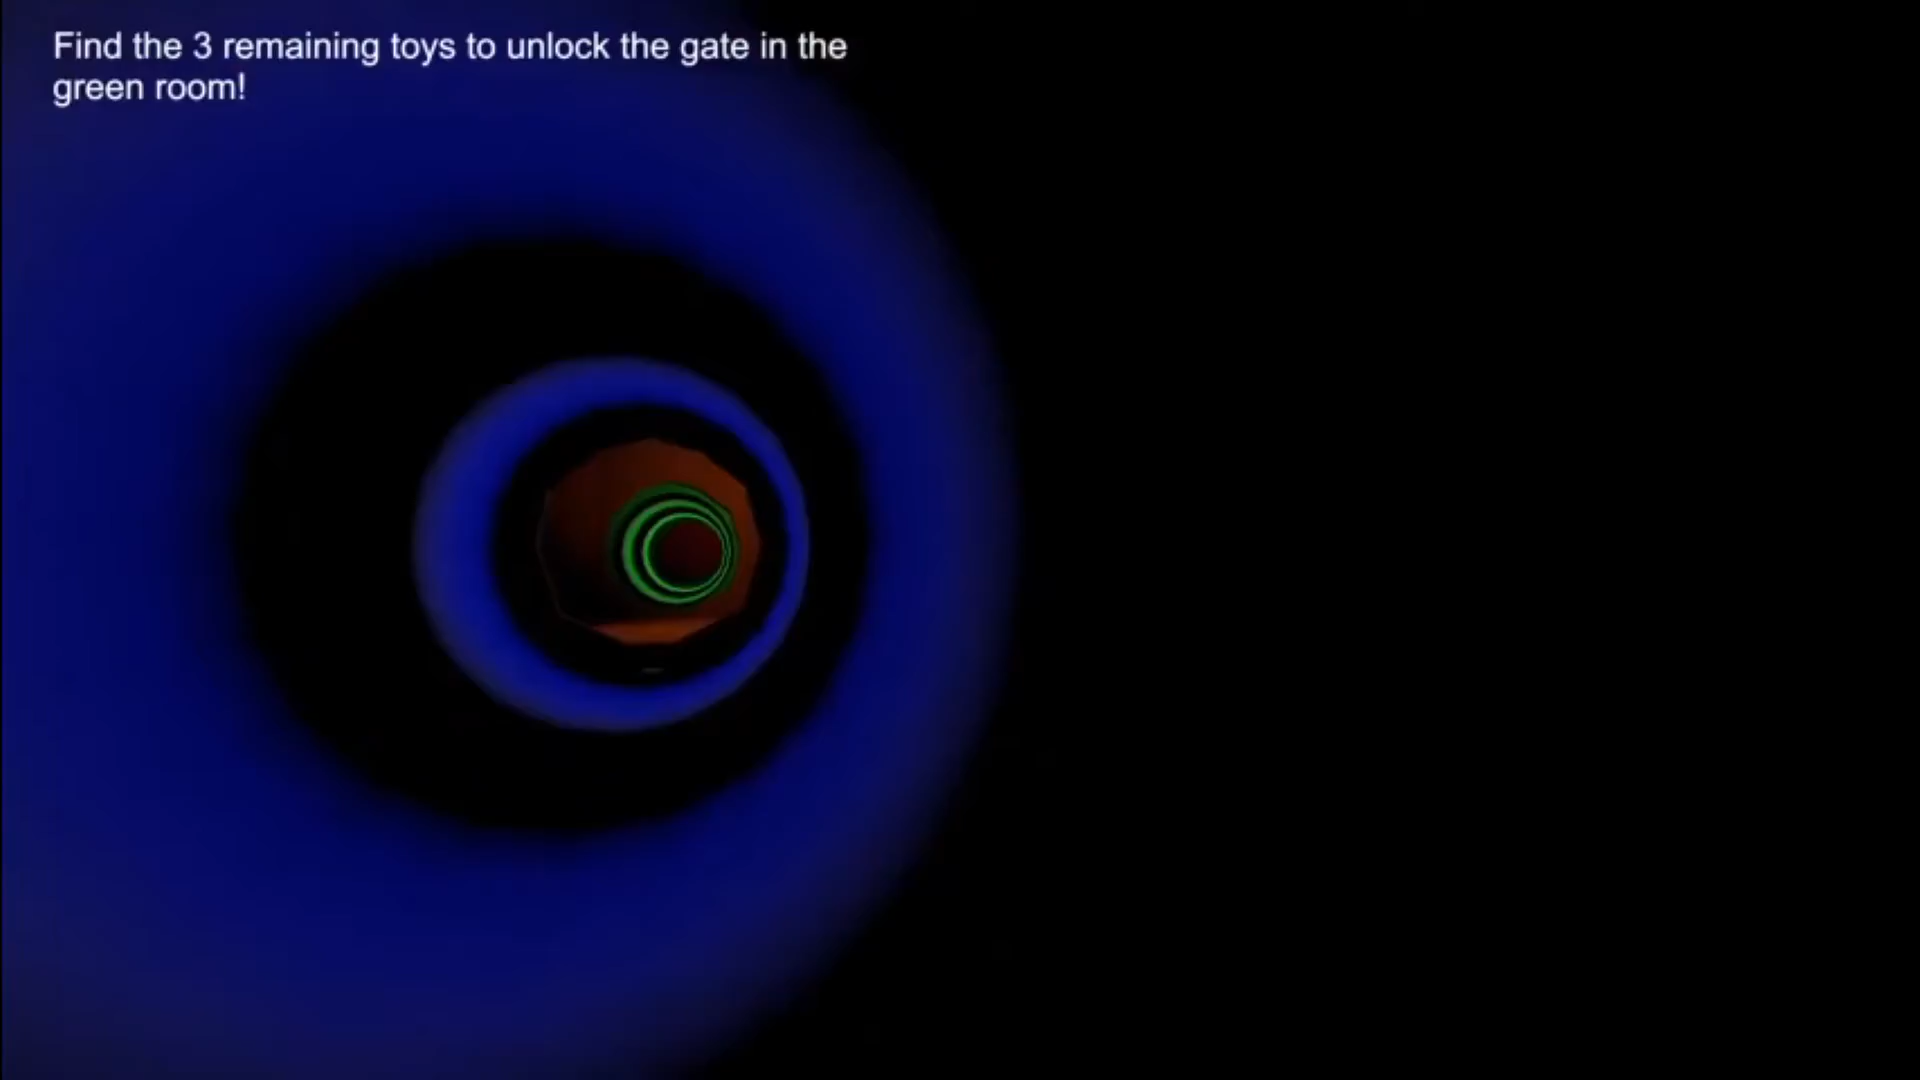 Find the 3 remaining toys to unlock the gate in the
green room!